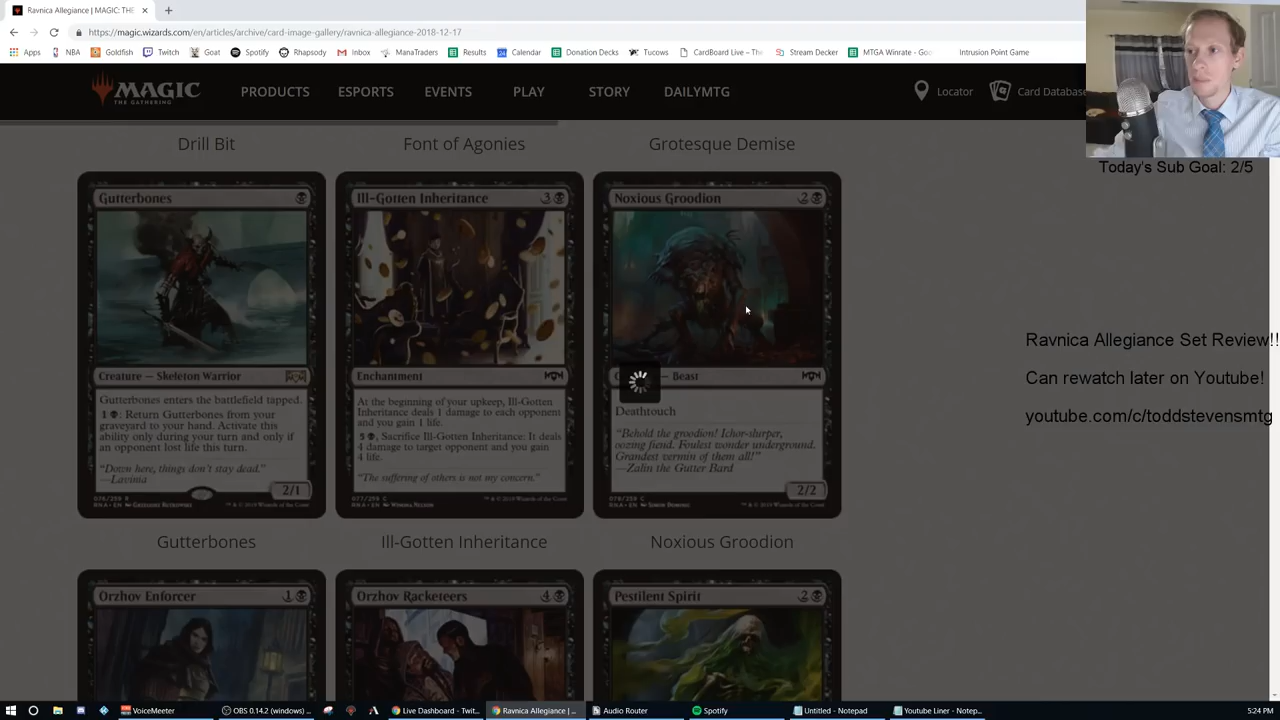 Ravnica Allegiance | MAGIC: THE
https://magic.wizards.com/en/articles/archive/card-image-gallery/ravnica-allegiance-2018-12-17
Apps NBA Goldfish Twitch Goat Spotify Rhapsody Inbox ManaTraders Results Calendar Donation Decks Tucows CardBoard Live – The Stream Decker MTGA Winrate - Goo Intrusion Point Game
MAGIC THE GATHERING PRODUCTS ESPORTS EVENTS PLAY STORY DAILYMTG Locator Card Database
Drill Bit Font of Agonies Grotesque Demise
Today's Sub Goal: 2/5
Gutterbones
Creature — Skeleton Warrior
Gutterbones enters the battlefield tapped.
1: Return Gutterbones from your
graveyard to your hand. Activate this
ability only during your turn and only if
an opponent lost life this turn.
"Down here, things don't stay dead."
—Lavinia
2/1
Ill-Gotten Inheritance 3
Enchantment
At the beginning of your upkeep, Ill-Gotten
Inheritance deals 1 damage to each opponent
and you gain 1 life.
5, Sacrifice Ill-Gotten Inheritance: It deals
4 damage to target opponent and you gain
4 life.
"The suffering of others is not my concern."
Noxious Groodion 2
— Beast
Deathtouch
"Behold the groodion! Ichor-slurper,
oozing fiend. Foulest wonder underground.
Grandest vermin of them all!"
—Zalin the Gutter Bard
2/2
Ravnica Allegiance Set Review!!
Can rewatch later on Youtube!
youtube.com/c/toddstevensmtg
Gutterbones Ill-Gotten Inheritance Noxious Groodion
Orzhov Enforcer 1 Orzhov Racketeers 4 Pestilent Spirit 2
VoiceMeeter OBS 0.14.2 (windows) ... Live Dashboard - Twit... Ravnica Allegiance |... Audio Router Spotify Untitled - Notepad Youtube Liner - Notep... 5:24 PM